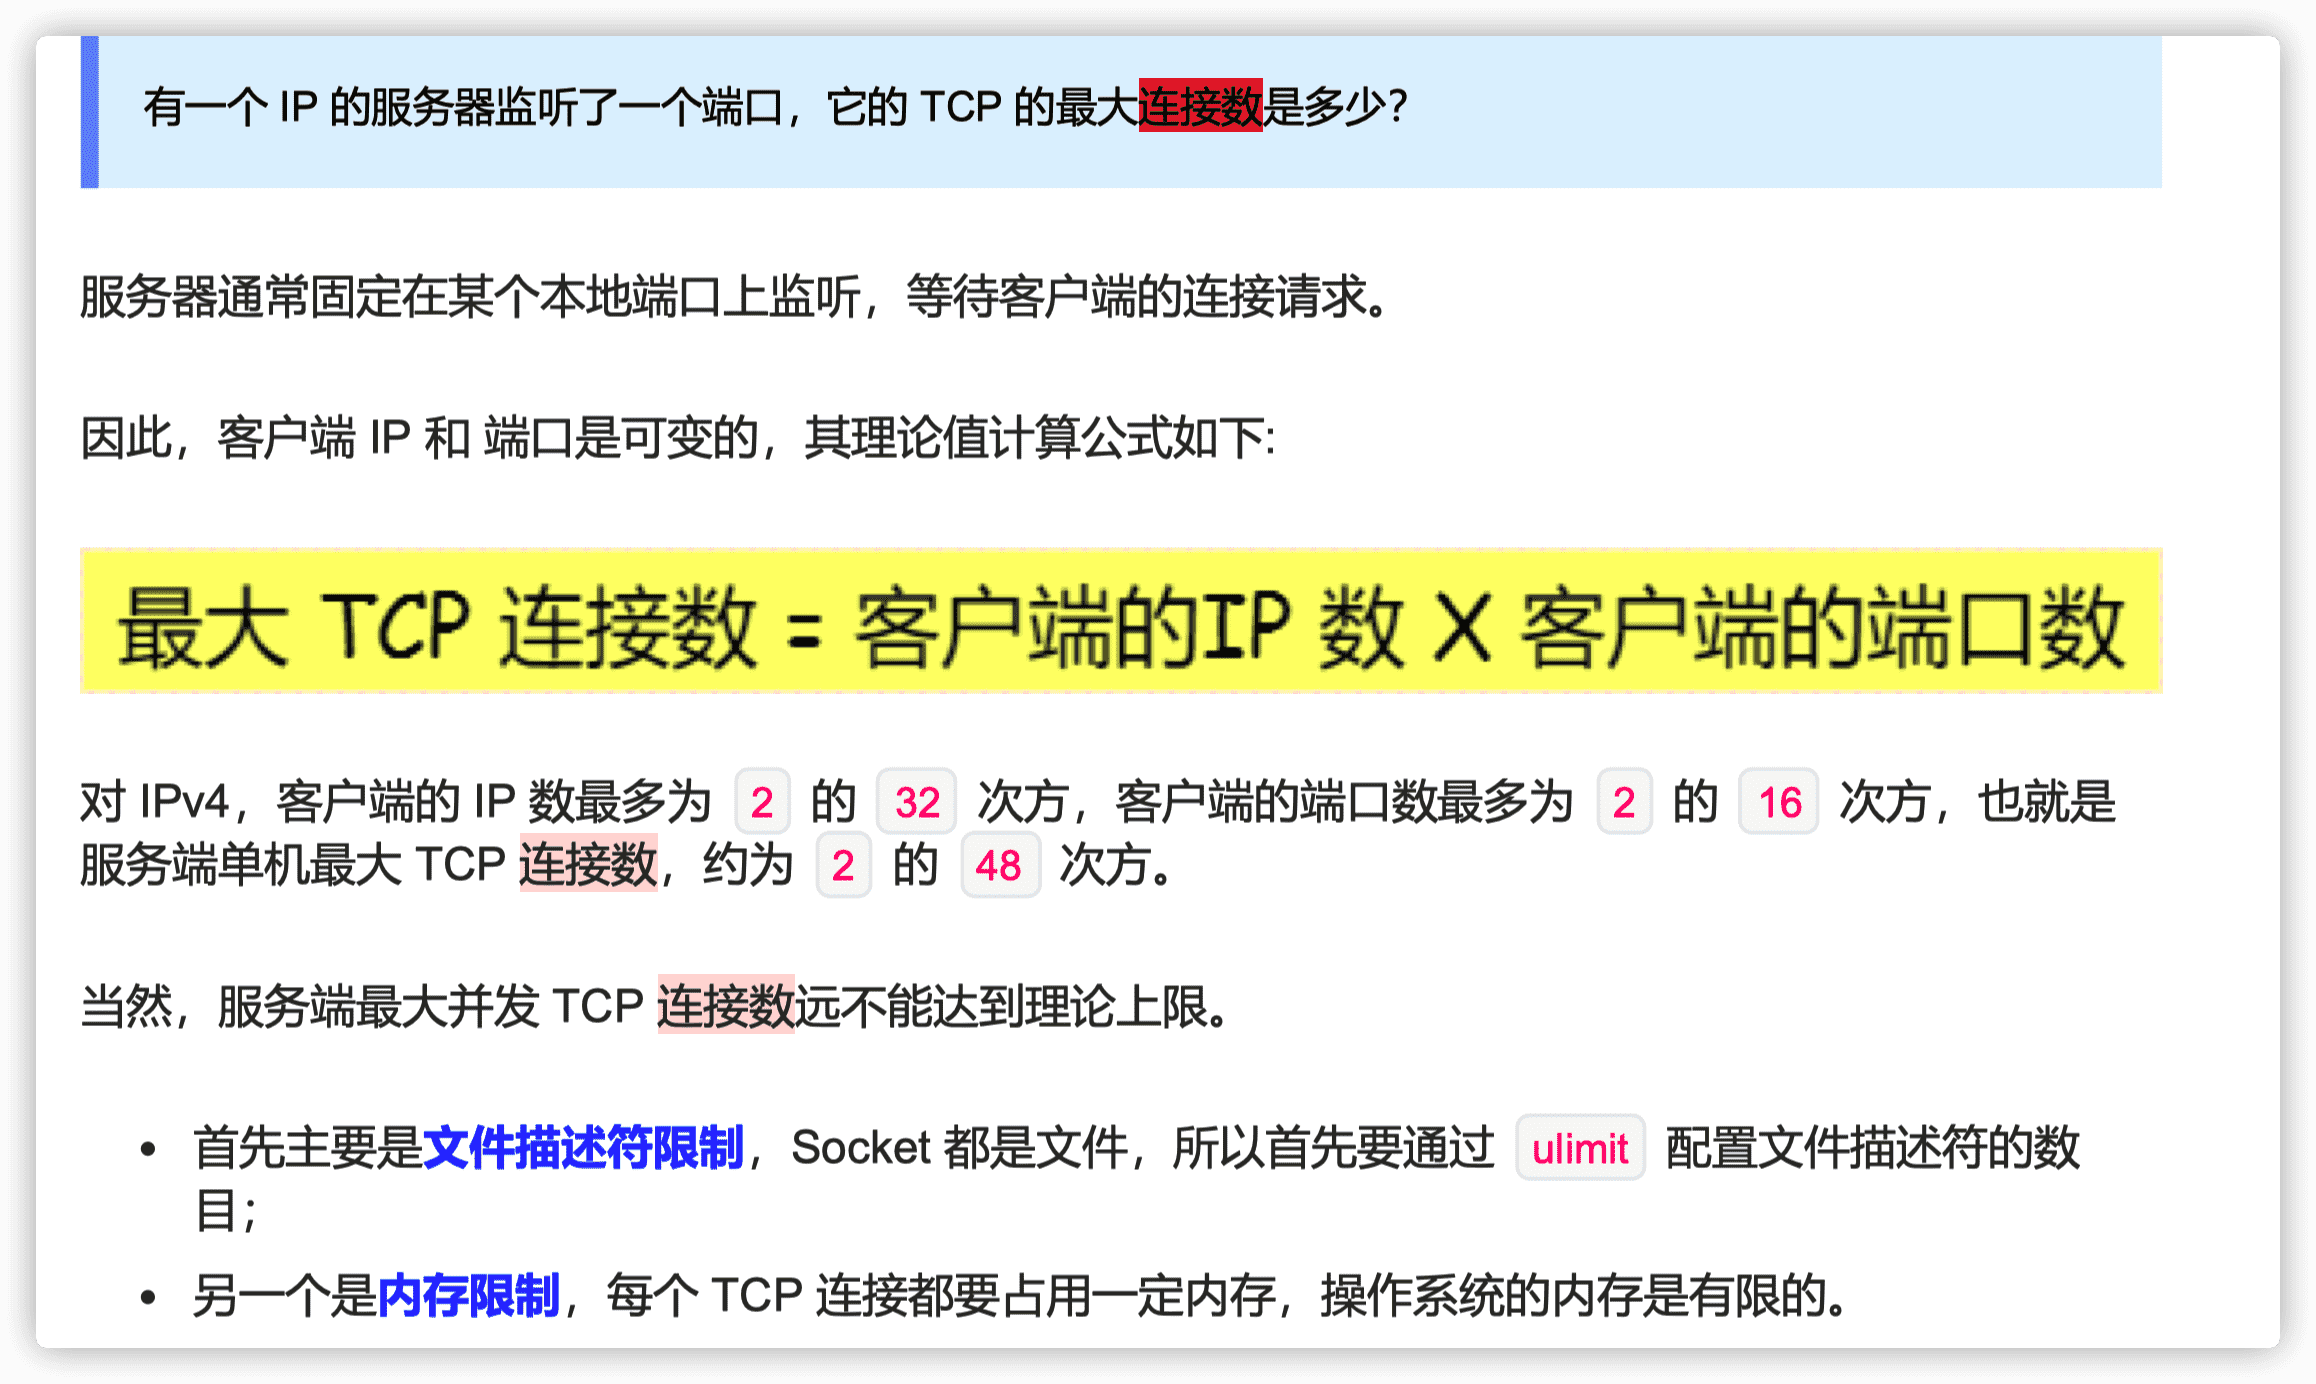 有一个 IP 的服务器监听了一个端口，它的 TCP 的最大连接数是多少？
服务器通常固定在某个本地端口上监听，等待客户端的连接请求。
因此，客户端 IP 和 端口是可变的，其理论值计算公式如下:
最大 TCP 连接数 = 客户端的IP 数 X 客户端的端口数
对 IPv4，客户端的 IP 数最多为 2 的 32 次方，客户端的端口数最多为 2 的 16 次方，也就是
服务端单机最大 TCP 连接数，约为 2 的 48 次方。
当然，服务端最大并发 TCP 连接数远不能达到理论上限。
• 首先主要是文件描述符限制，Socket 都是文件，所以首先要通过 ulimit 配置文件描述符的数
目；
• 另一个是内存限制，每个 TCP 连接都要占用一定内存，操作系统的内存是有限的。